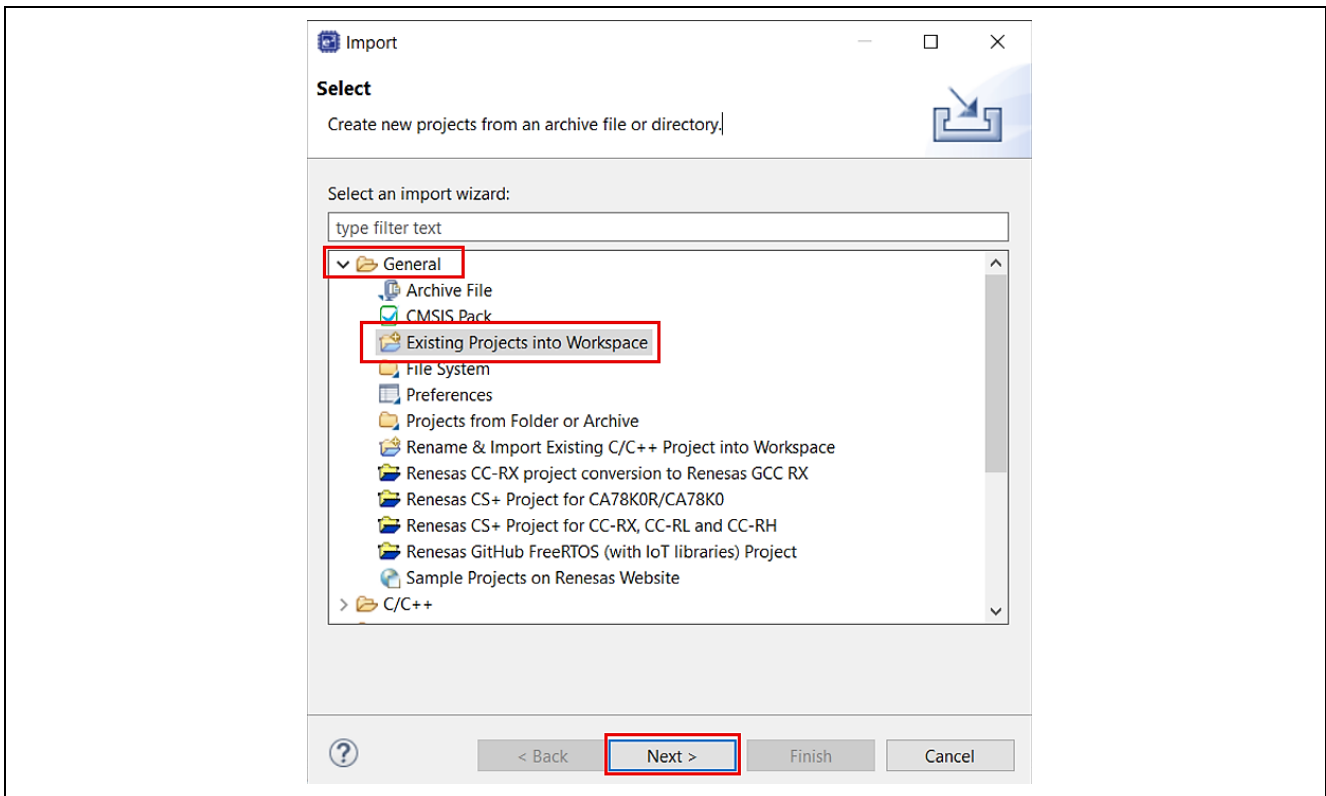 Import
Select
Create new projects from an archive file or directory.
Select an import wizard:
type filter text
General
Archive File
CMSIS Pack
Existing Projects into Workspace
File System
Preferences
Projects from Folder or Archive
Rename & Import Existing C/C++ Project into Workspace
Renesas CC-RX project conversion to Renesas GCC RX
Renesas CS+ Project for CA78K0R/CA78K0
Renesas CS+ Project for CC-RX, CC-RL and CC-RH
Renesas GitHub FreeRTOS (with IoT libraries) Project
Sample Projects on Renesas Website
C/C++
< Back Next > Finish Cancel